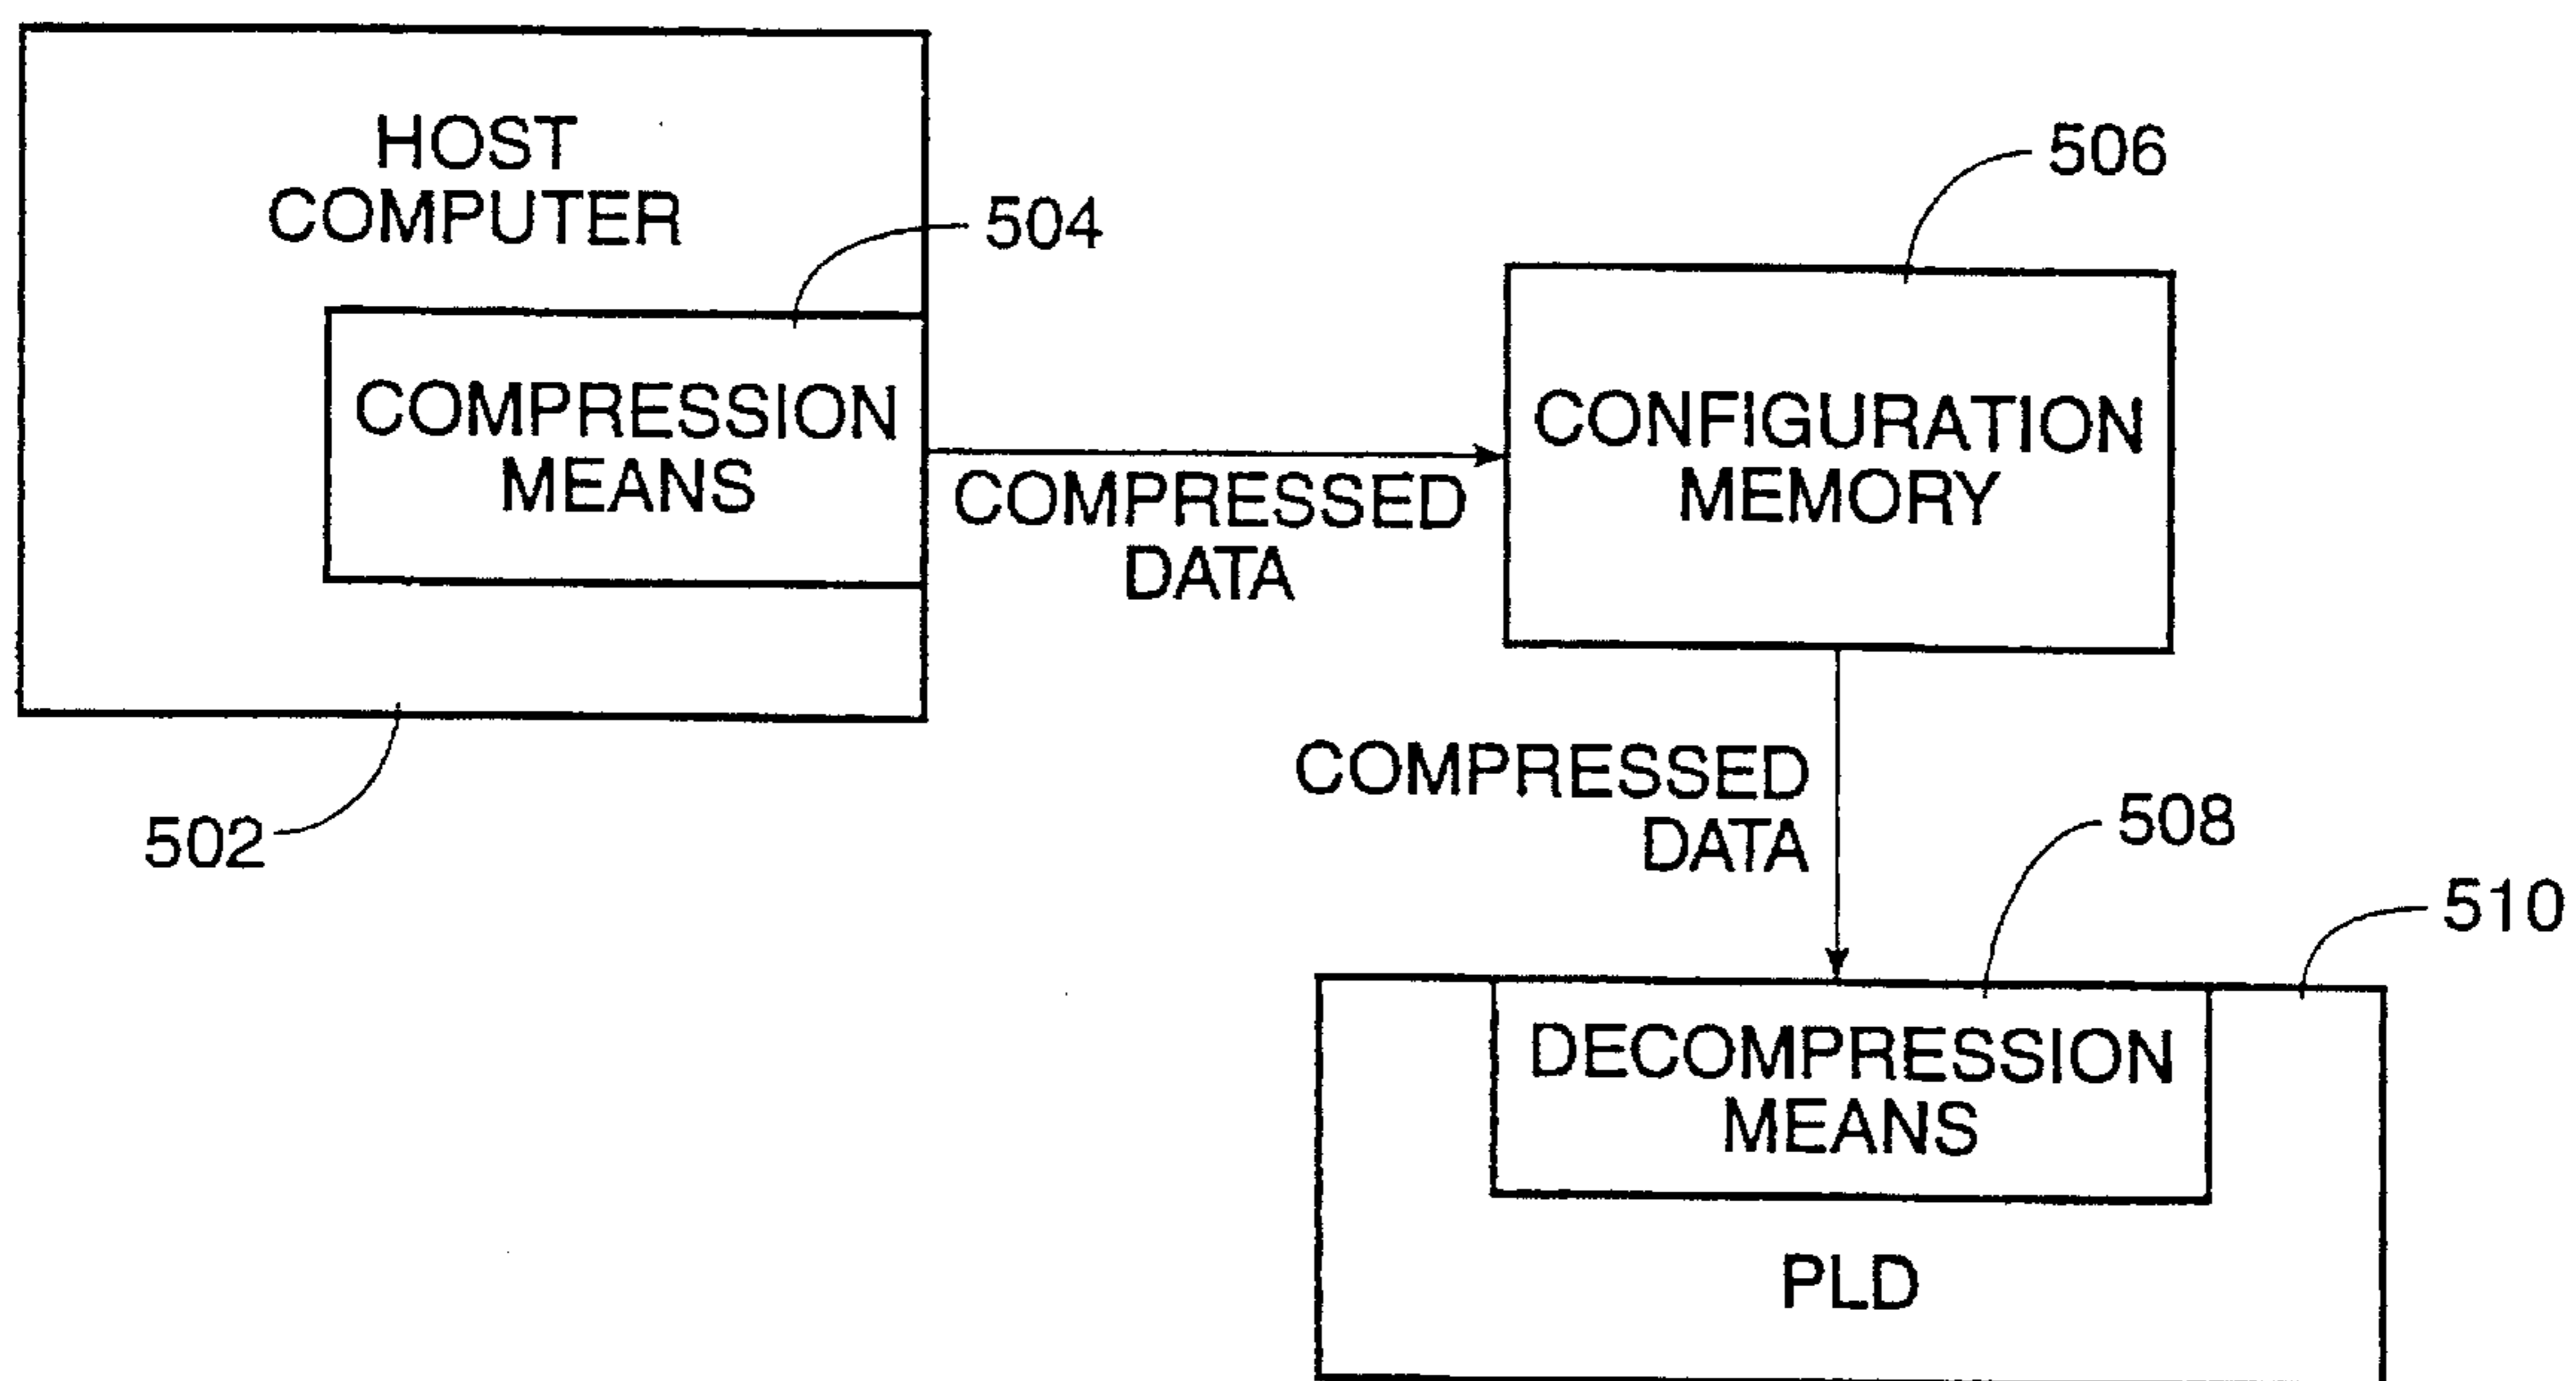 HOST
COMPUTER
504
COMPRESSION
MEANS
502
COMPRESSED
DATA
506
CONFIGURATION
MEMORY
COMPRESSED
DATA
508
510
DECOMPRESSION
MEANS
PLD